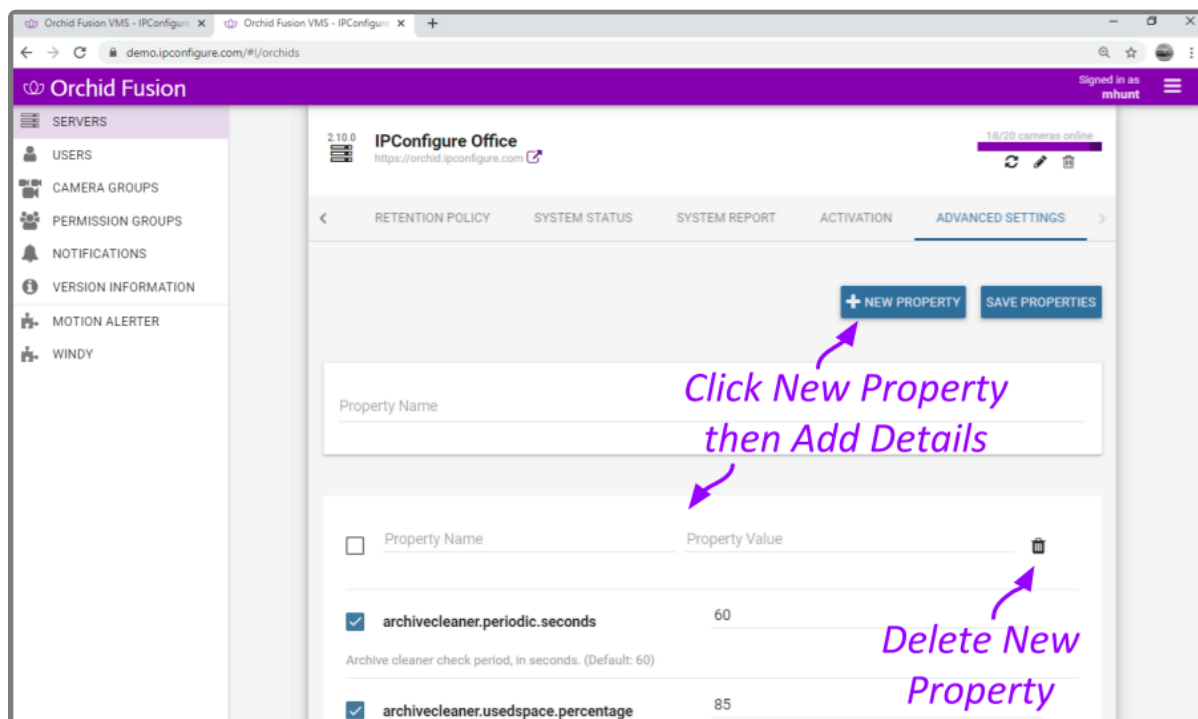 Orchid Fusion VMS - IPConfigure
Orchid Fusion VMS - IPConfigure
demo.ipconfigure.com/#!/orchids
Orchid Fusion
Signed in as
mhunt
SERVERS
USERS
CAMERA GROUPS
PERMISSION GROUPS
NOTIFICATIONS
VERSION INFORMATION
MOTION ALERTER
WINDY
2.10.0
IPConfigure Office
https://orchid.ipconfigure.com
18/20 cameras online
RETENTION POLICY SYSTEM STATUS SYSTEM REPORT ACTIVATION ADVANCED SETTINGS
+ NEW PROPERTY SAVE PROPERTIES
Property Name
Click New Property
then Add Details
Property Name Property Value
archivecleaner.periodic.seconds 60
Archive cleaner check period, in seconds. (Default: 60)
Delete New
Property
archivecleaner.usedspace.percentage 85